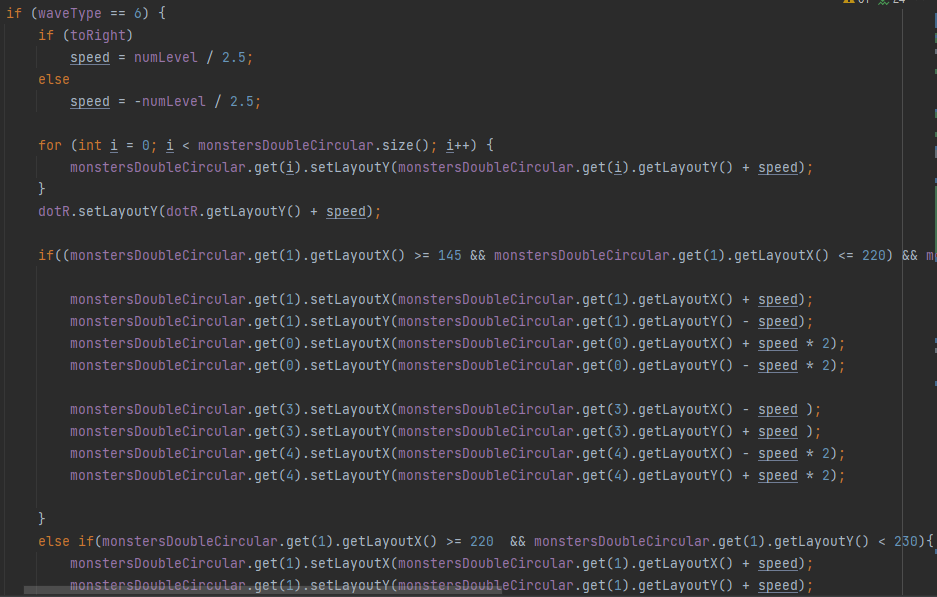 if (waveType == 6) {
if (toRight)
speed = numLevel / 2.5;
else
speed = -numLevel / 2.5;
for (int i = 0; i < monstersDoubleCircular.size(); i++) {
monstersDoubleCircular.get(i).setLayoutY(monstersDoubleCircular.get(i).getLayoutY() + speed);
}
dotR.setLayoutY(dotR.getLayoutY() + speed);
if((monstersDoubleCircular.get(1).getLayoutX() >= 145 && monstersDoubleCircular.get(1).getLayoutX() <= 220) && m
monstersDoubleCircular.get(1).setLayoutX(monstersDoubleCircular.get(1).getLayoutX() + speed);
monstersDoubleCircular.get(1).setLayoutY(monstersDoubleCircular.get(1).getLayoutY() - speed);
monstersDoubleCircular.get(0).setLayoutX(monstersDoubleCircular.get(0).getLayoutX() + speed * 2);
monstersDoubleCircular.get(0).setLayoutY(monstersDoubleCircular.get(0).getLayoutY() - speed * 2);
monstersDoubleCircular.get(3).setLayoutX(monstersDoubleCircular.get(3).getLayoutX() - speed );
monstersDoubleCircular.get(3).setLayoutY(monstersDoubleCircular.get(3).getLayoutY() + speed );
monstersDoubleCircular.get(4).setLayoutX(monstersDoubleCircular.get(4).getLayoutX() - speed * 2);
monstersDoubleCircular.get(4).setLayoutY(monstersDoubleCircular.get(4).getLayoutY() + speed * 2);
}
else if(monstersDoubleCircular.get(1).getLayoutX() >= 220  && monstersDoubleCircular.get(1).getLayoutY() < 230){
monstersDoubleCircular.get(1).setLayoutX(monstersDoubleCircular.get(1).getLayoutX() + speed);
monstersDoubleCircular.get(1).setLayoutY(monstersDoubleCircular.get(1).getLayoutY() + speed);